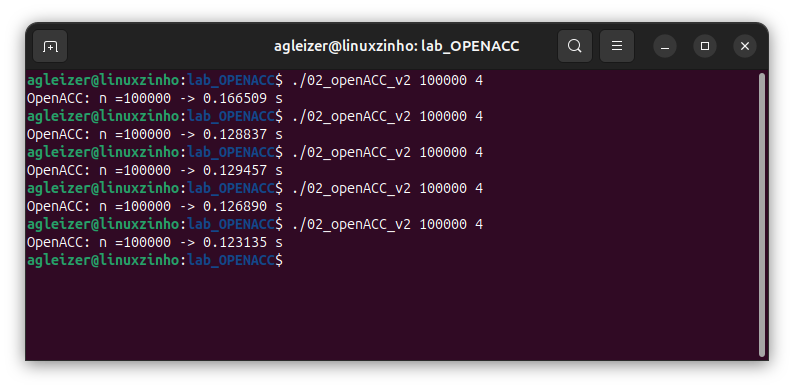 agleizer@linuxzinho: lab_OPENACC
agleizer@linuxzinho:lab_OPENACC$ ./02_openACC_v2 100000 4
OpenACC: n =100000 -> 0.166509 s
agleizer@linuxzinho:lab_OPENACC$ ./02_openACC_v2 100000 4
OpenACC: n =100000 -> 0.128837 s
agleizer@linuxzinho:lab_OPENACC$ ./02_openACC_v2 100000 4
OpenACC: n =100000 -> 0.129457 s
agleizer@linuxzinho:lab_OPENACC$ ./02_openACC_v2 100000 4
OpenACC: n =100000 -> 0.126890 s
agleizer@linuxzinho:lab_OPENACC$ ./02_openACC_v2 100000 4
OpenACC: n =100000 -> 0.123135 s
agleizer@linuxzinho:lab_OPENACC$